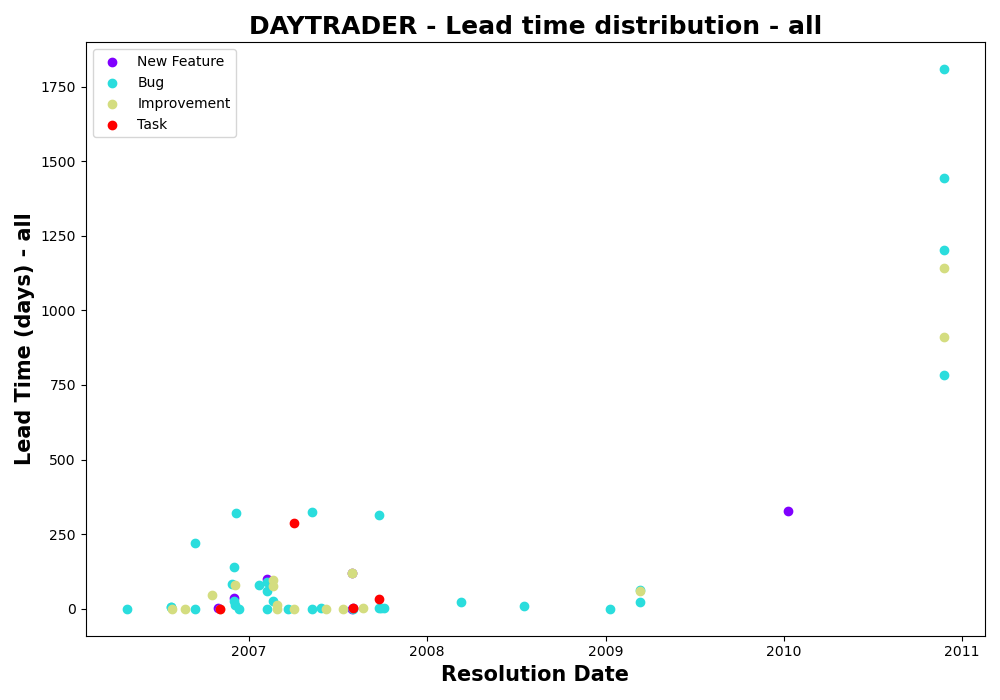 DAYTRADER - Lead time distribution - all
New Feature
Bug
Improvement
Task
Lead Time (days) - all
1750
1500
1250
1000
750
500
250
0
2007
2008
2009
2010
2011
Resolution Date